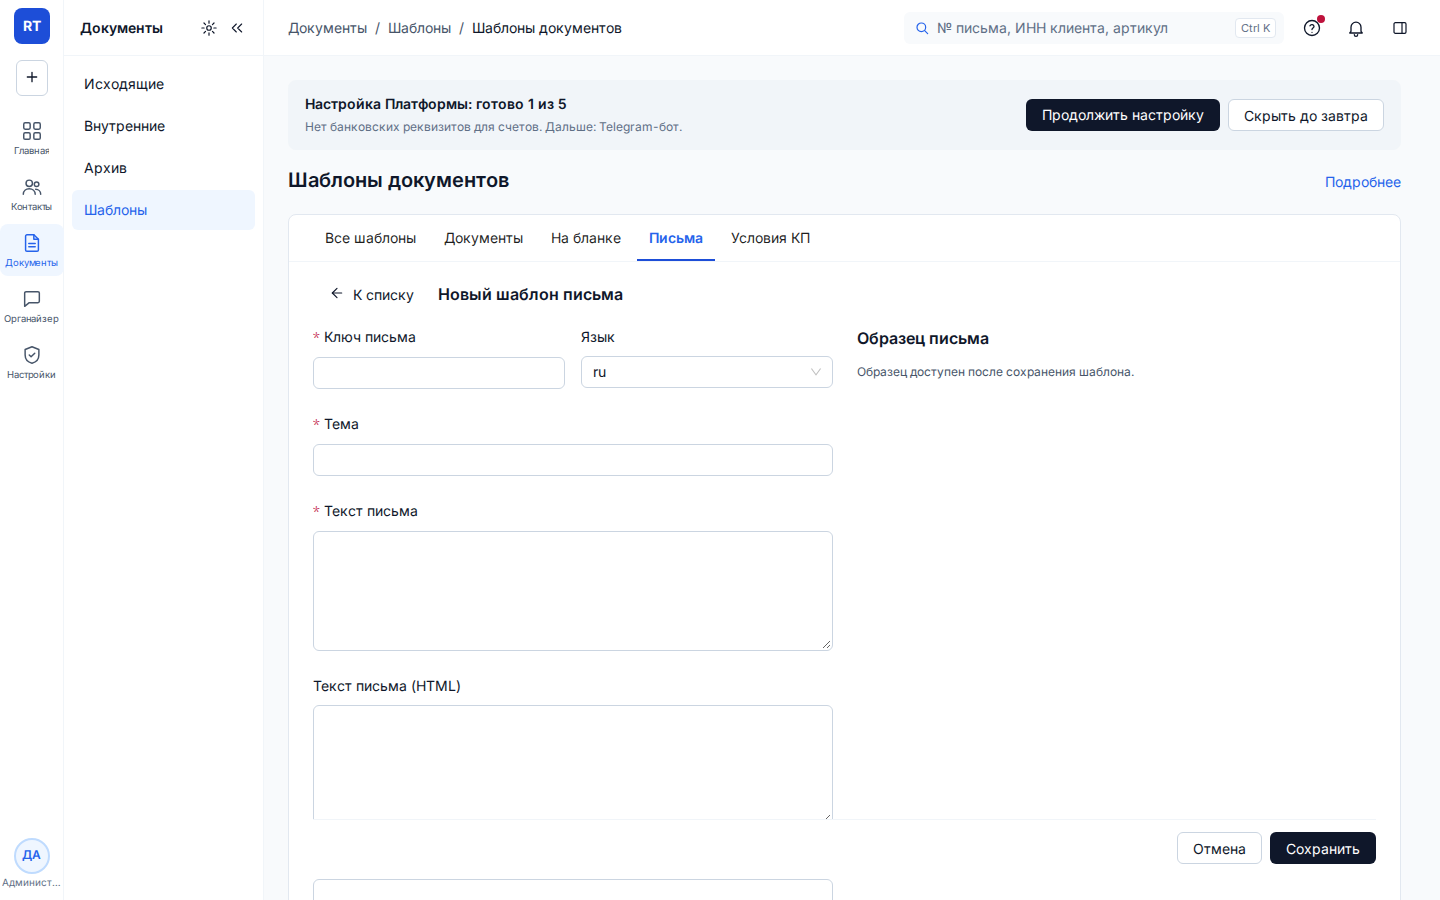 RT
Документы
Документы / Шаблоны / Шаблоны документов
№ письма, ИНН клиента, артикул
Ctrl K
Главная
Контакты
Документы
Органайзер
Настройки
ДА
Админист...
Исходящие
Внутренние
Архив
Шаблоны
Настройка Платформы: готово 1 из 5
Нет банковских реквизитов для счетов. Дальше: Telegram-бот.
Продолжить настройку
Скрыть до завтра
Шаблоны документов
Подробнее
Все шаблоны
Документы
На бланке
Письма
Условия КП
К списку
Новый шаблон письма
* Ключ письма
Язык
ru
Образец письма
Образец доступен после сохранения шаблона.
* Тема
* Текст письма
Текст письма (HTML)
Отмена
Сохранить